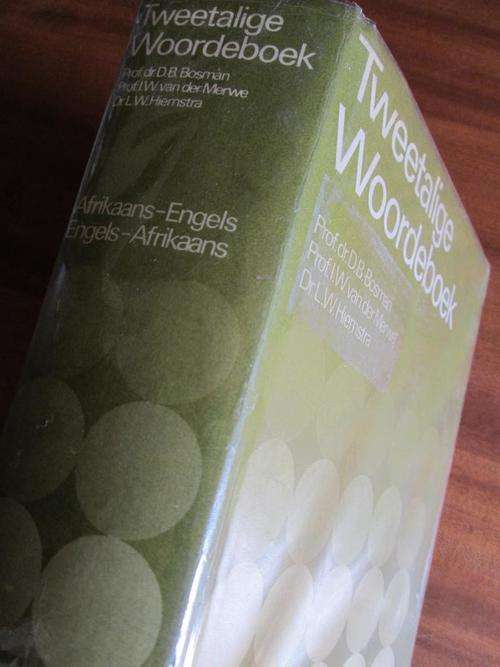 Tweetalige
Woordeboek
Prof. dr. D.B. Bosman
Prof. I.W. van der Merwe
Dr. L.W. Hiemstra
Afrikaans-Engels
Engels-Afrikaans
Tweetalige
Woordeboek
Prof. dr. D.B. Bosman
Prof. I.W. van der Merwe
Dr. L.W. Hiemstra